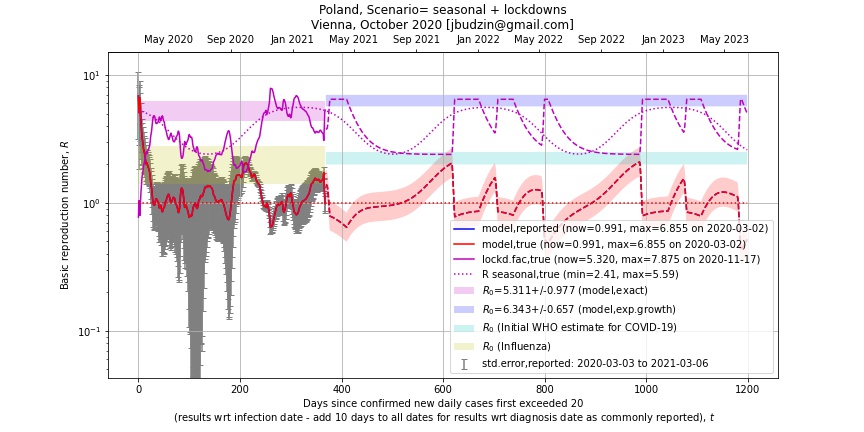 Poland, Scenario= seasonal + lockdowns
Vienna, October 2020 [jbudzin@gmail.com]
May 2020 Sep 2020 Jan 2021 May 2021 Sep 2021 Jan 2022 May 2022 Sep 2022 Jan 2023 May 2023
Basic reproduction number, R
10¹
10⁰
10⁻¹
model,reported (now=0.991, max=6.855 on 2020-03-02)
model,true (now=0.991, max=6.855 on 2020-03-02)
lockd.fac,true (now=5.320, max=7.875 on 2020-11-17)
R seasonal,true (min=2.41, max=5.59)
R₀=5.311+/-0.977 (model,exact)
R₀=6.343+/-0.657 (model,exp.growth)
R₀ (Initial WHO estimate for COVID-19)
R₀ (Influenza)
std.error,reported: 2020-03-03 to 2021-03-06
0 200 400 600 800 1000 1200
Days since confirmed new daily cases first exceeded 20
(results wrt infection date - add 10 days to all dates for results wrt diagnosis date as commonly reported), t